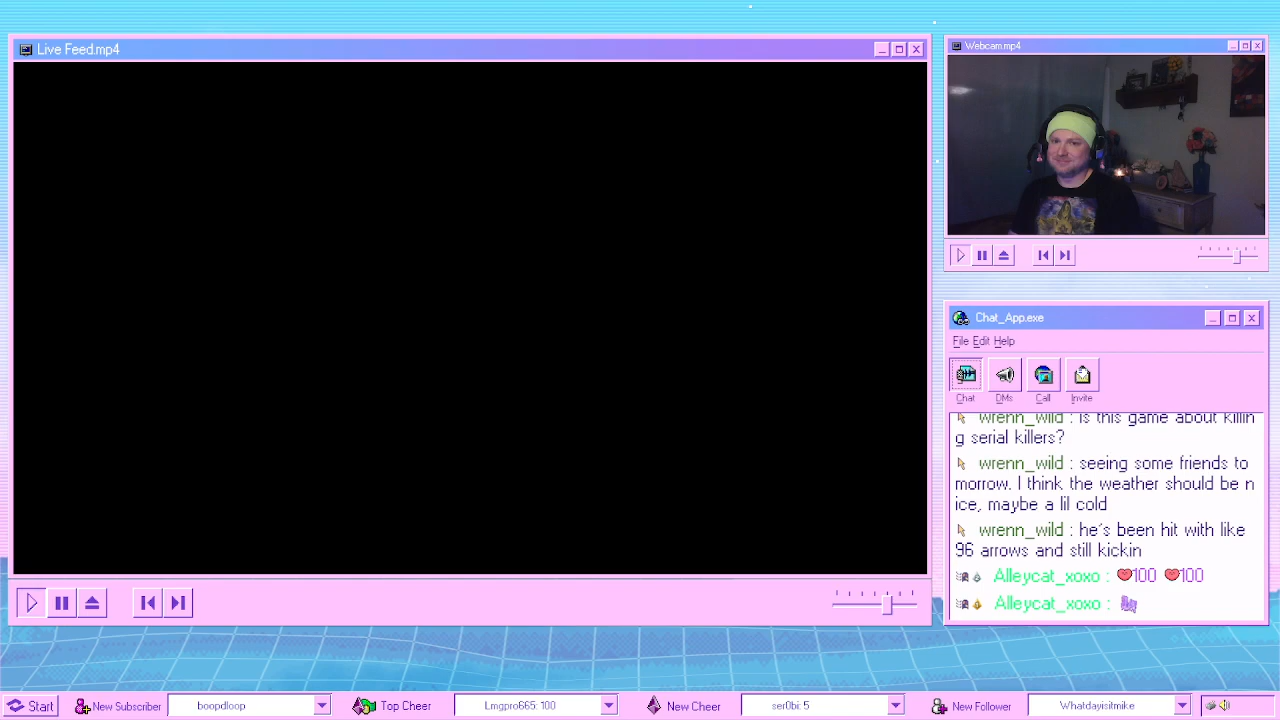 Live Feed.mp4
Webcam.mp4
Chat_App.exe
File Edit Help
Chat DMs Call Invite
wrenn_wild : is this game about killin
g serial killers?
wrenn_wild : seeing some friends to
morrow. I think the weather should be n
ice, maybe a lil cold
wrenn_wild : he's been hit with like
96 arrows and still kickin
Alleycat_xoxo : 100 100
Alleycat_xoxo :
Start New Subscriber boopdloop Top Cheer Lmgpro665: 100 New Cheer ser0bi: 5 New Follower Whatdayisitmike